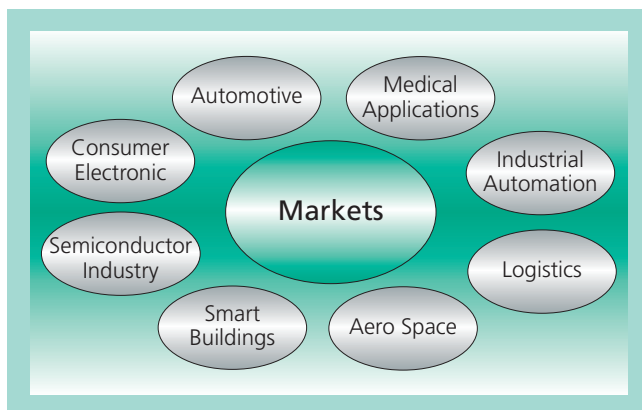 Automotive
Medical
Applications
Consumer
Electronic
Industrial
Automation
Markets
Semiconductor
Industry
Logistics
Smart
Buildings
Aero Space